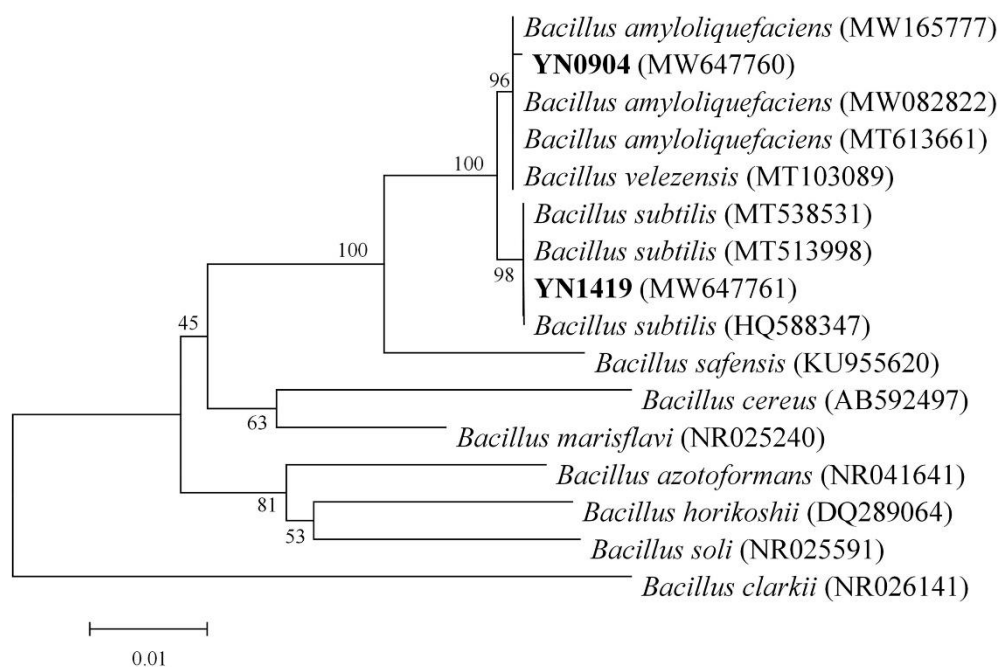 Bacillus amyloliquefaciens (MW165777)
YN0904 (MW647760)
96
Bacillus amyloliquefaciens (MW082822)
Bacillus amyloliquefaciens (MT613661)
100
Bacillus velezensis (MT103089)
Bacillus subtilis (MT538531)
Bacillus subtilis (MT513998)
100
98
YN1419 (MW647761)
Bacillus subtilis (HQ588347)
45
Bacillus safensis (KU955620)
Bacillus cereus (AB592497)
63
Bacillus marisflavi (NR025240)
Bacillus azotoformans (NR041641)
81
Bacillus horikoshii (DQ289064)
53
Bacillus soli (NR025591)
Bacillus clarkii (NR026141)
0.01